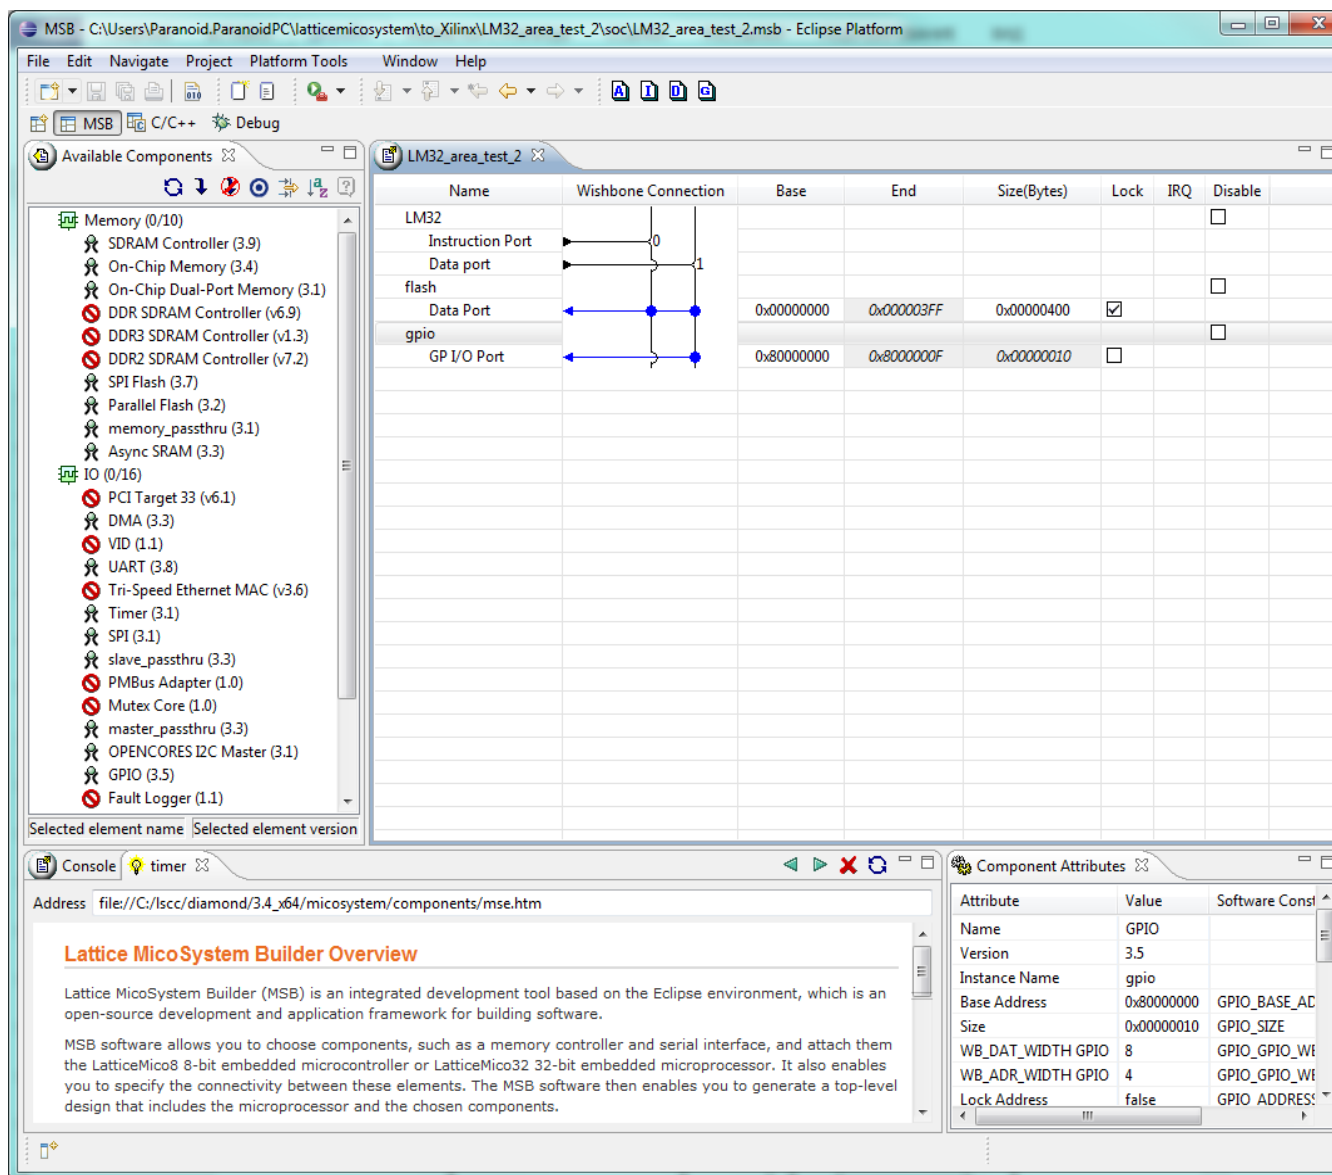 MSB - C:\Users\Paranoid.ParanoidPC\latticemicosystem\to_Xilinx\LM32_area_test_2\soc\LM32_area_test_2.msb - Eclipse Platform
File Edit Navigate Project Platform Tools Window Help
A I D G
MSB C/C++ Debug
Available Components
Memory (0/10)
SDRAM Controller (3.9)
On-Chip Memory (3.4)
On-Chip Dual-Port Memory (3.1)
DDR SDRAM Controller (v6.9)
DDR3 SDRAM Controller (v1.3)
DDR2 SDRAM Controller (v7.2)
SPI Flash (3.7)
Parallel Flash (3.2)
memory_passthru (3.1)
Async SRAM (3.3)
IO (0/16)
PCI Target 33 (v6.1)
DMA (3.3)
VID (1.1)
UART (3.8)
Tri-Speed Ethernet MAC (v3.6)
Timer (3.1)
SPI (3.1)
slave_passthru (3.3)
PMBus Adapter (1.0)
Mutex Core (1.0)
master_passthru (3.3)
OPENCORES I2C Master (3.1)
GPIO (3.5)
Fault Logger (1.1)
Selected element name Selected element version
LM32_area_test_2
Name Wishbone Connection Base End Size(Bytes) Lock IRQ Disable
LM32
Instruction Port 0
Data port 1
flash
Data Port 0x00000000 0x000003FF 0x00000400
gpio
GP I/O Port 0x80000000 0x8000000F 0x00000010
Console timer
Address file://C:/lscc/diamond/3.4_x64/micosystem/components/mse.htm
Lattice MicoSystem Builder Overview
Lattice MicoSystem Builder (MSB) is an integrated development tool based on the Eclipse environment, which is an
open-source development and application framework for building software.
MSB software allows you to choose components, such as a memory controller and serial interface, and attach them
the LatticeMico8 8-bit embedded microcontroller or LatticeMico32 32-bit embedded microprocessor. It also enables
you to specify the connectivity between these elements. The MSB software then enables you to generate a top-level
design that includes the microprocessor and the chosen components.
Component Attributes
Attribute Value Software Const
Name GPIO
Version 3.5
Instance Name gpio
Base Address 0x80000000 GPIO_BASE_AD
Size 0x00000010 GPIO_SIZE
WB_DAT_WIDTH GPIO 8 GPIO_GPIO_WE
WB_ADR_WIDTH GPIO 4 GPIO_GPIO_WE
Lock Address false GPIO_ADDRESS